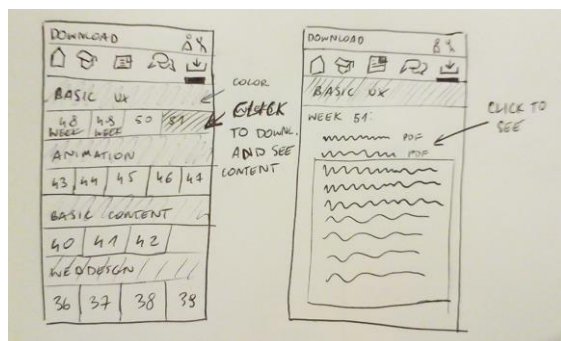 DOWNLOAD
BASIC UX
48 49 50 51
WEEK WEEK
ANIMATION
43 44 45 46 47
BASIC CONTENT
40 41 42
WEBDESIGN
36 37 38 39
COLOR
CLICK
TO DOWNL.
AND SEE
CONTENT
DOWNLOAD
BASIC UX
WEEK 51:
PDF
PDF
CLICK TO
SEE